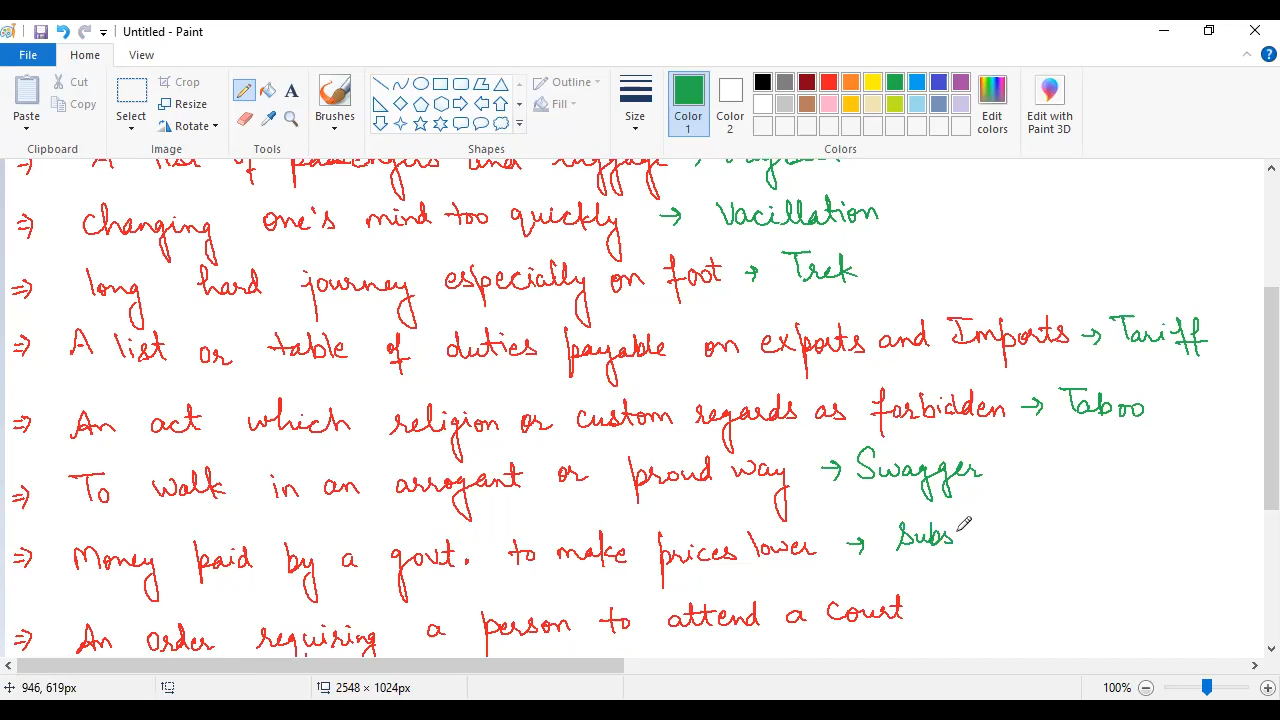 Untitled - Paint
File Home View
Paste Cut Copy Clipboard
Select Crop Resize Rotate Image
Tools
Brushes
Shapes Outline Fill
Size
Color 1 Color 2 Edit colors Colors
Edit with Paint 3D
⇒ A list of passengers and luggage →
⇒ Changing one's mind too quickly → Vacillation
⇒ long hard journey especially on foot → Trek
⇒ A list or table of duties payable on exports and Imports → Tariff
⇒ An act which religion or custom regards as forbidden → Taboo
⇒ To walk in an arrogant or proud way → Swagger
⇒ Money paid by a govt. to make prices lower → Subs
⇒ An order requiring a person to attend a court
946, 619px 2548 × 1024px 100%